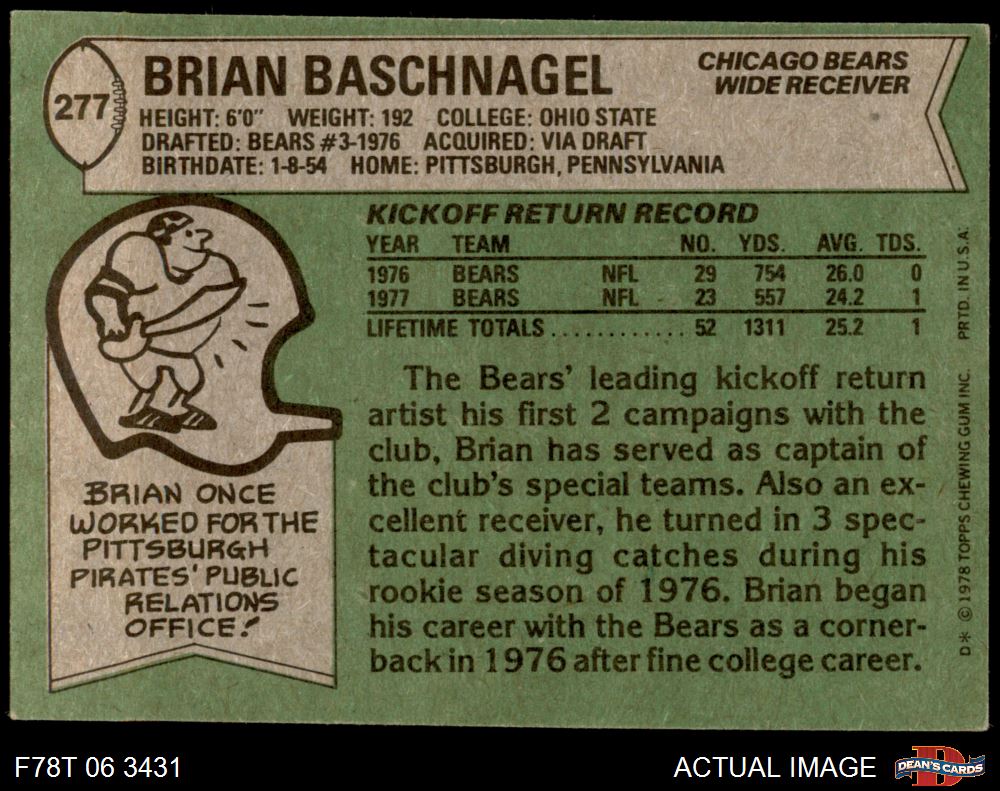 277
BRIAN BASCHNAGEL
CHICAGO BEARS
WIDE RECEIVER
HEIGHT: 6'0" WEIGHT: 192 COLLEGE: OHIO STATE
DRAFTED: BEARS #3-1976 ACQUIRED: VIA DRAFT
BIRTHDATE: 1-8-54 HOME: PITTSBURGH, PENNSYLVANIA
KICKOFF RETURN RECORD
YEAR TEAM NO. YDS. AVG. TDS.
1976 BEARS NFL 29 754 26.0 0
1977 BEARS NFL 23 557 24.2 1
LIFETIME TOTALS ............ 52 1311 25.2 1
The Bears' leading kickoff return
artist his first 2 campaigns with the
club, Brian has served as captain of
the club's special teams. Also an ex-
cellent receiver, he turned in 3 spec-
tacular diving catches during his
rookie season of 1976. Brian began
his career with the Bears as a corner-
back in 1976 after fine college career.
BRIAN ONCE
WORKED FOR THE
PITTSBURGH
PIRATES' PUBLIC
RELATIONS
OFFICE!
D* © 1978 TOPPS CHEWING GUM INC. PRTD. IN U.S.A.
F78T 06 3431
ACTUAL IMAGE
DEAN'S CARDS